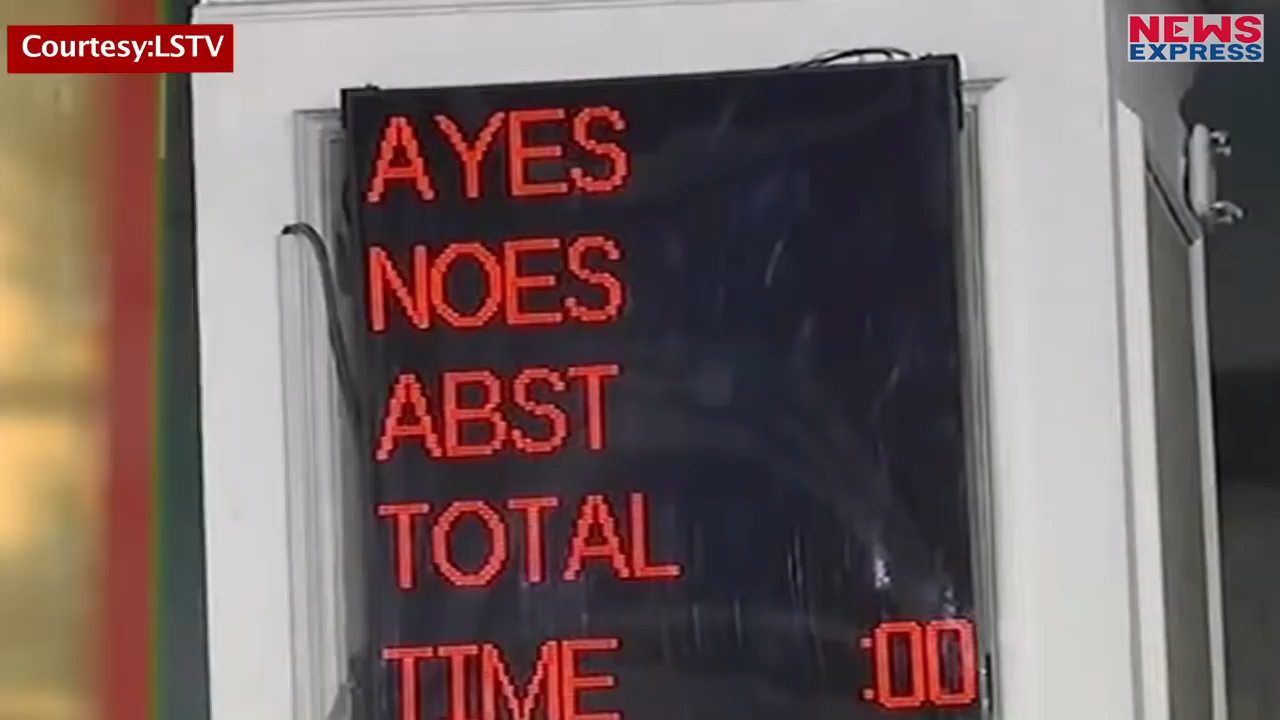 Courtesy:LSTV
NEWS
EXPRESS
AYES
NOES
ABST
TOTAL
TIME :00